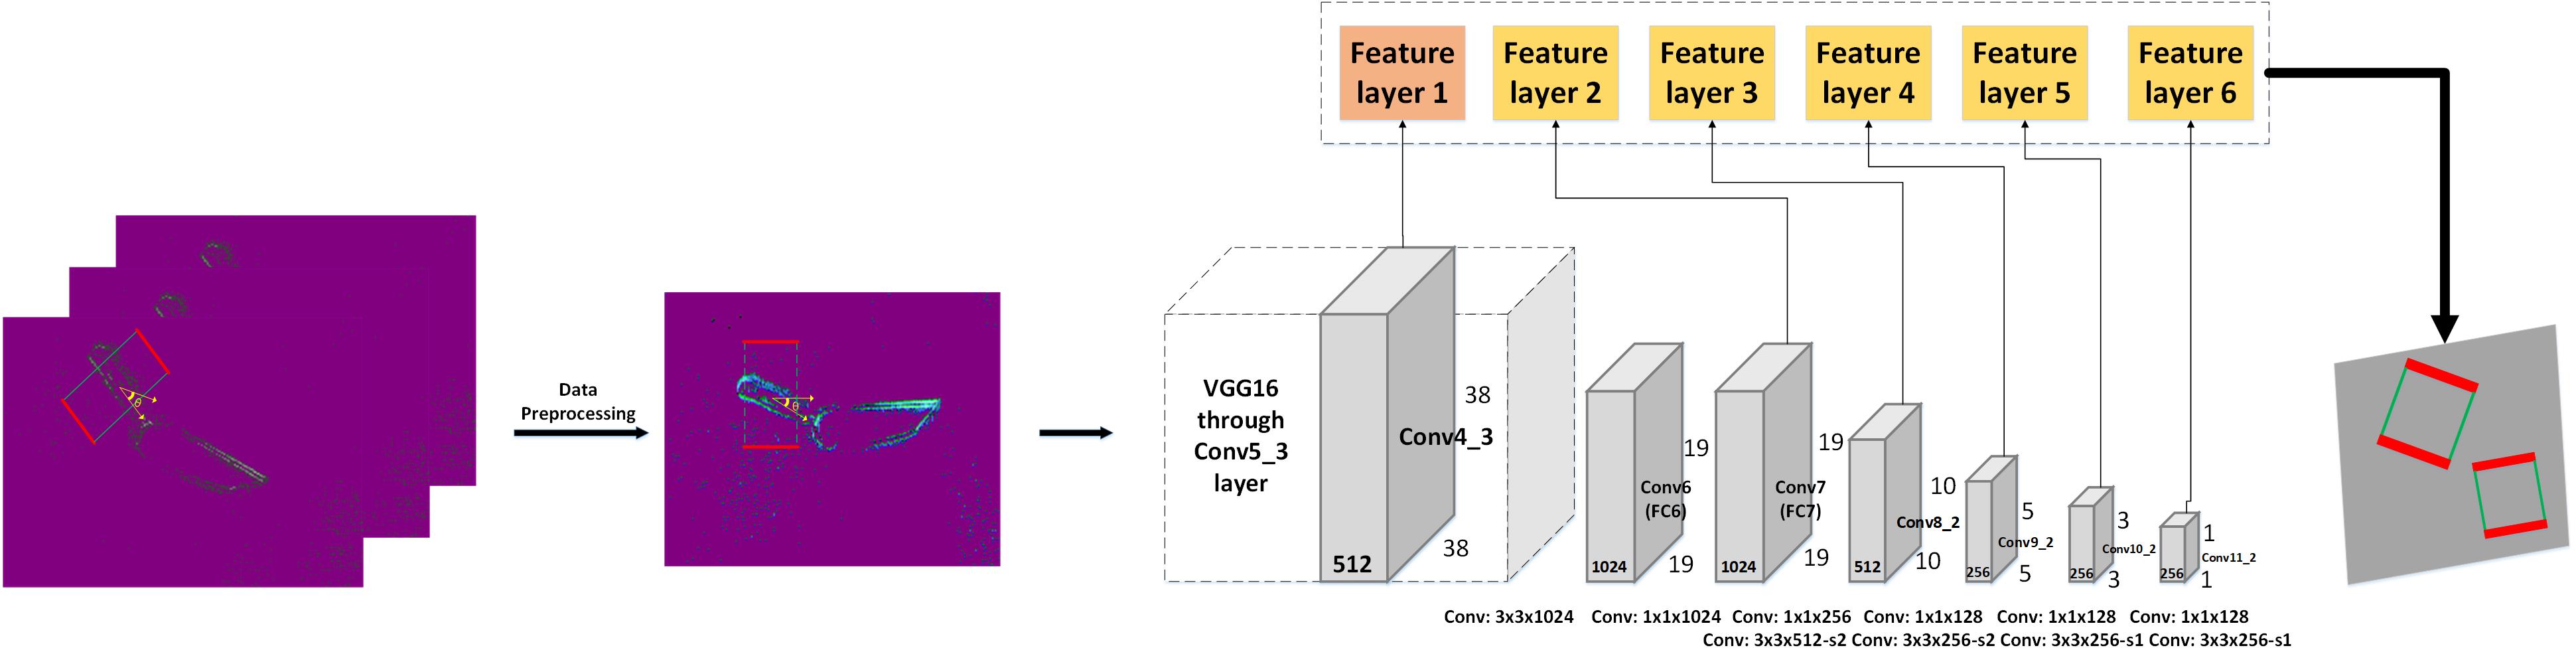 Feature
layer 1
Feature
layer 2
Feature
layer 3
Feature
layer 4
Feature
layer 5
Feature
layer 6
θ
Data
Preprocessing
θ
VGG16
through
Conv5_3
layer
512
Conv4_3
38
38
1024
Conv6
(FC6)
19
19
1024
Conv7
(FC7)
19
19
512
Conv8_2
10
10
256
Conv9_2
5
5
256
Conv10_2
3
3
256
Conv11_2
1
1
Conv: 3x3x1024 Conv: 1x1x1024 Conv: 1x1x256 Conv: 1x1x128 Conv: 1x1x128 Conv: 1x1x128
Conv: 3x3x512-s2 Conv: 3x3x256-s2 Conv: 3x3x256-s1 Conv: 3x3x256-s1